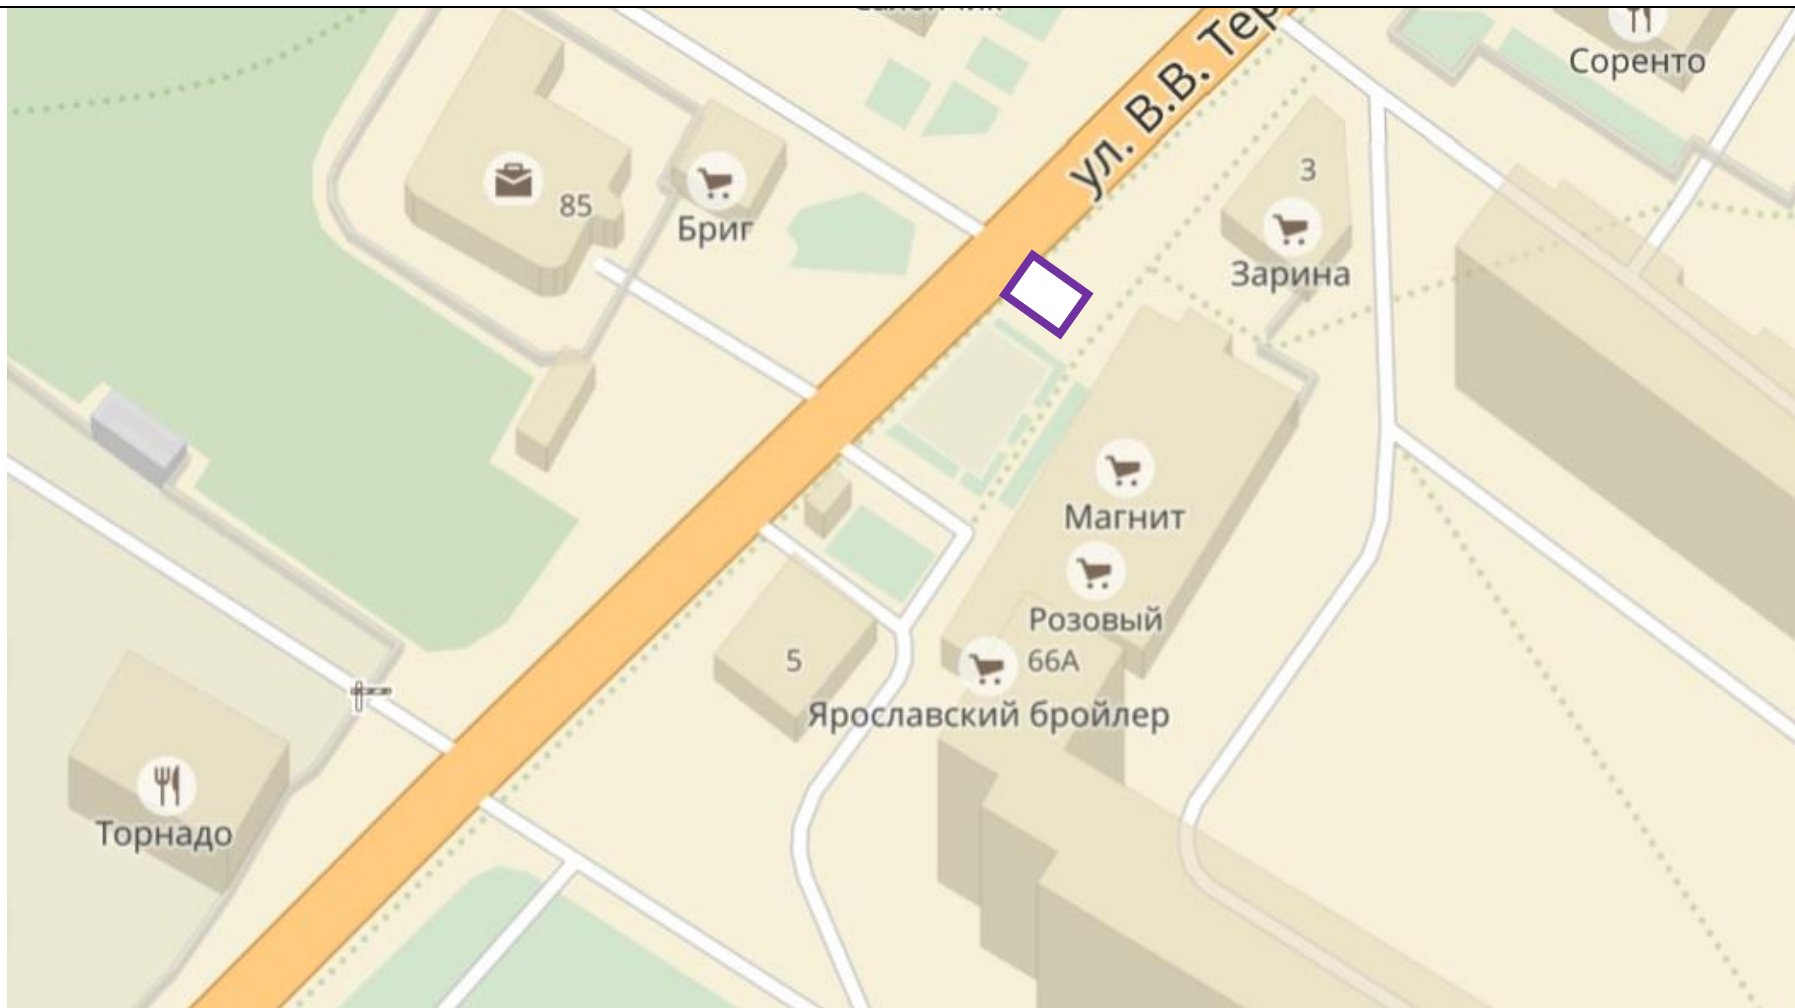 Соренто
ул. В.В. Тер
3
85
Бриг
Зарина
Магнит
Розовый
66А
5
Ярославский бройлер
Торнадо